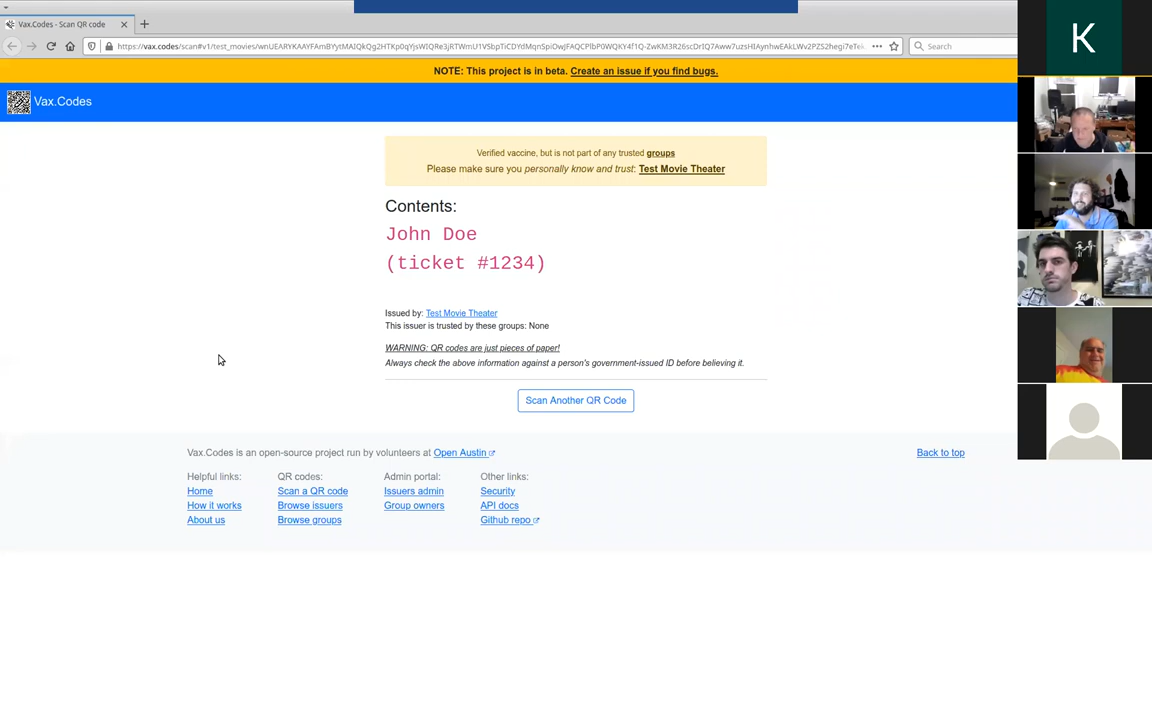 Vax.Codes - Scan QR code
Search
NOTE: This project is in beta. Create an issue if you find bugs.
Vax.Codes
Verified vaccine, but is not part of any trusted groups
Please make sure you personally know and trust: Test Movie Theater
Contents:
John Doe
(ticket #1234)
Issued by: Test Movie Theater
This issuer is trusted by these groups: None
WARNING: QR codes are just pieces of paper!
Always check the above information against a person's government-issued ID before believing it.
Scan Another QR Code
Vax.Codes is an open-source project run by volunteers at Open Austin
Back to top
Helpful links:
Home
How it works
About us
QR codes:
Scan a QR code
Browse issuers
Browse groups
Admin portal:
Issuers admin
Group owners
Other links:
Security
API docs
Github repo
K